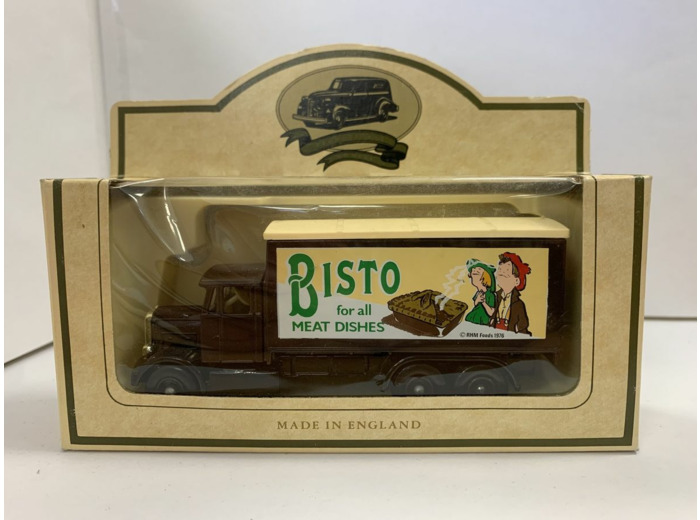 BISTO
for all
MEAT DISHES
© RHM Foods 1978
MADE IN ENGLAND